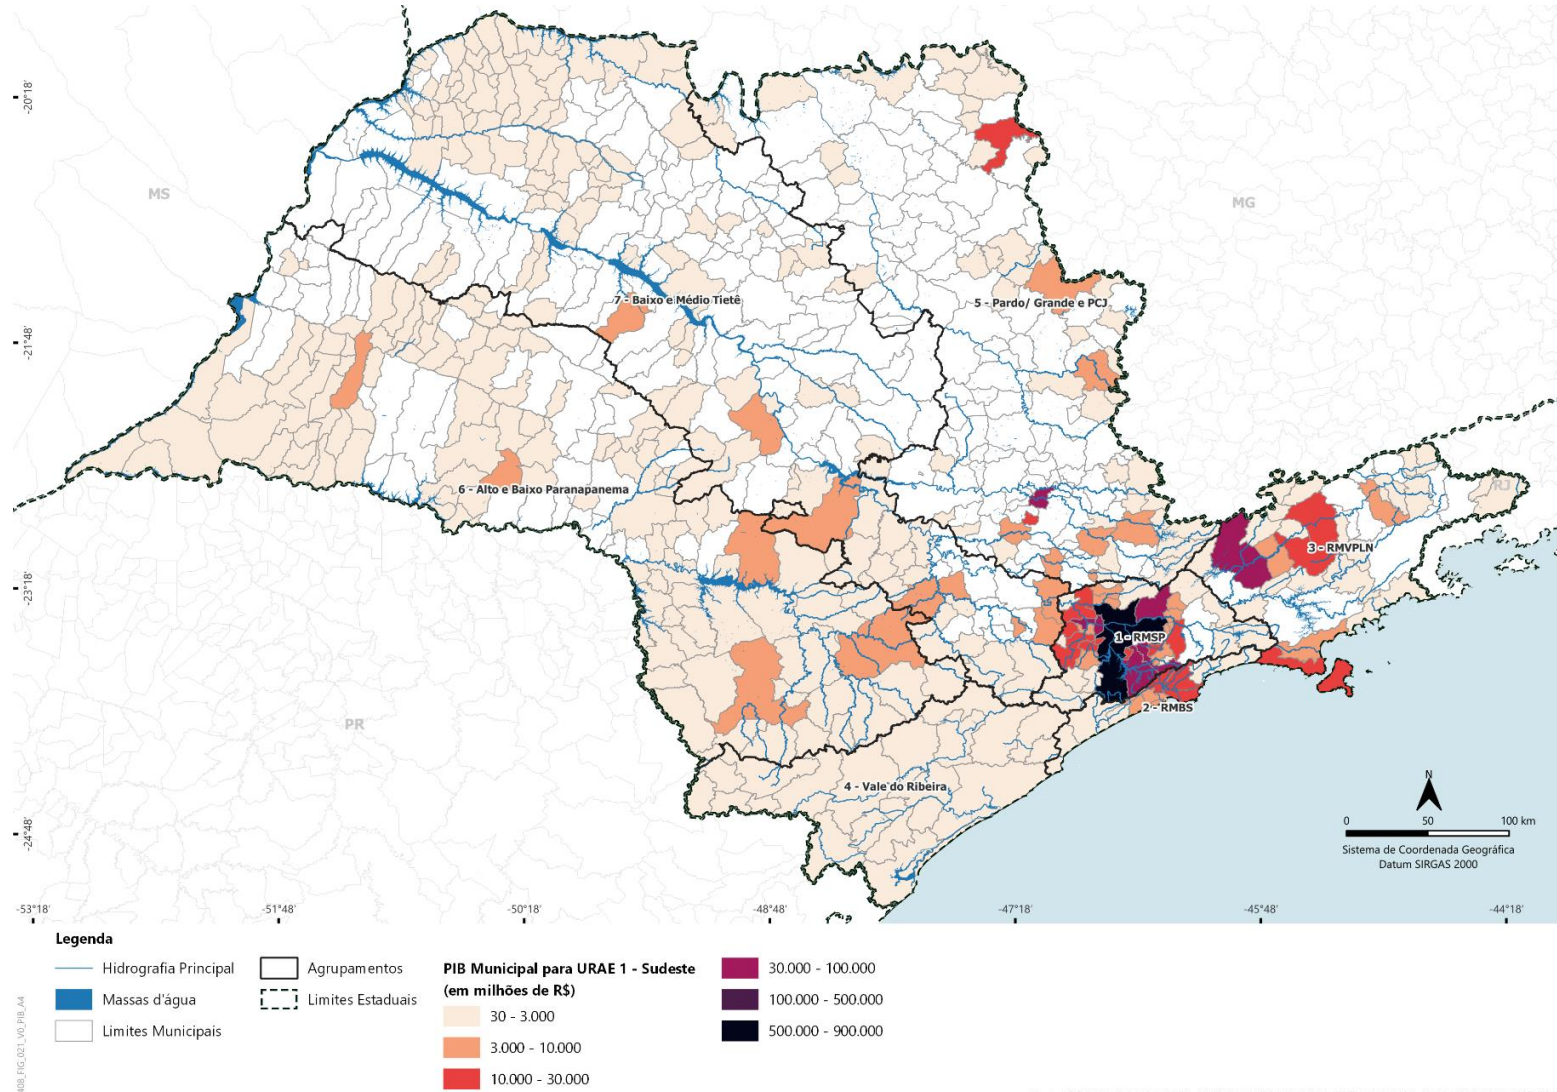 -20°18'
-21°48'
-23°18'
-24°48'
MS
MG
PR
RJ
7 - Baixo e Médio Tietê
5 - Pardo/ Grande e PCJ
6 - Alto e Baixo Paranapanema
3 - RMVPLN
1 - RMSP
2 - RMBS
4 - Vale do Ribeira
N
0 50 100 km
Sistema de Coordenada Geográfica
Datum SIRGAS 2000
-53°18' -51°48' -50°18' -48°48' -47°18' -45°48' -44°18'
Legenda
Hidrografia Principal
Massas d'água
Limites Municipais
Agrupamentos
Limites Estaduais
PIB Municipal para URAE 1 - Sudeste
(em milhões de R$)
30 - 3.000
3.000 - 10.000
10.000 - 30.000
30.000 - 100.000
100.000 - 500.000
500.000 - 900.000
408_FIG_021_V0_PIB_A4